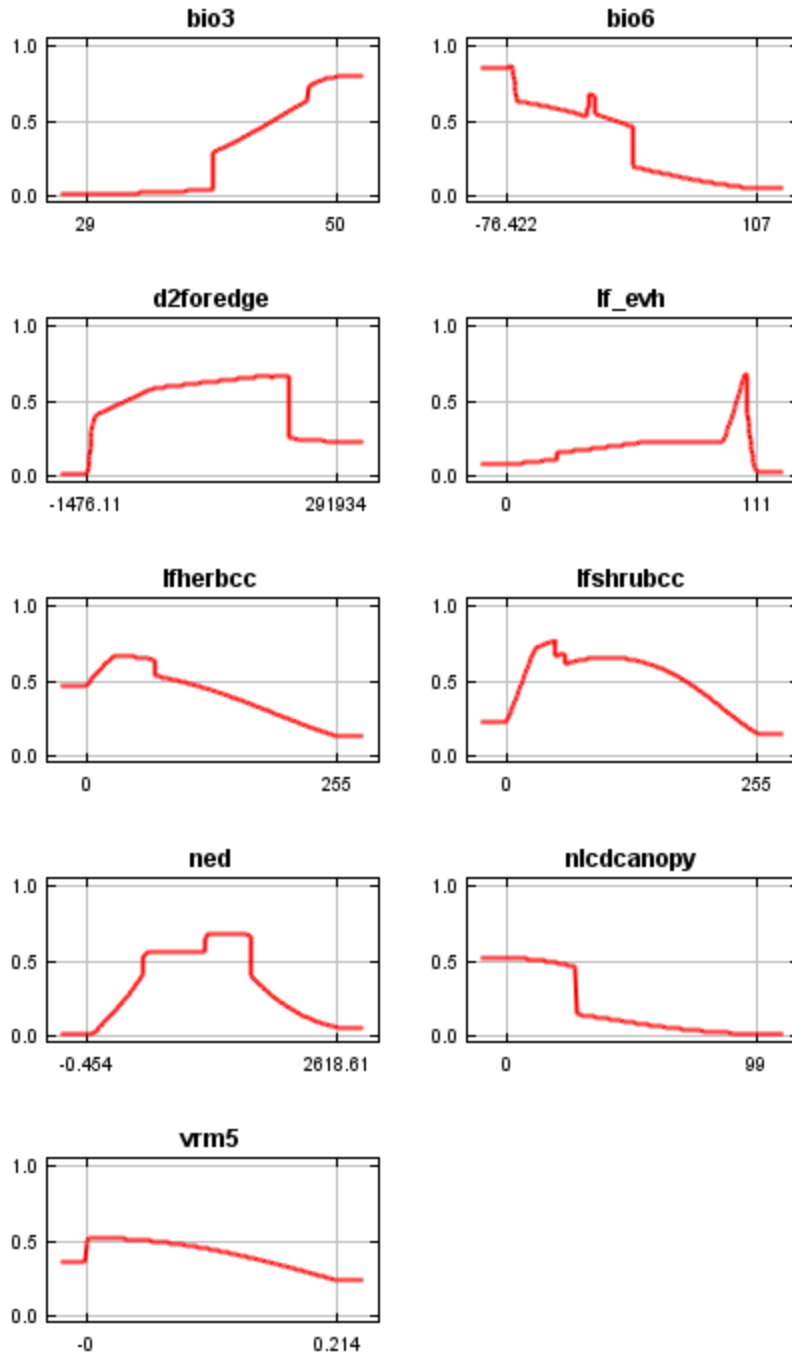 bio3 bio6
1.0 1.0
0.5 0.5
0.0 0.0
29 50 -76.422 107
d2foredge lf_evh
1.0 1.0
0.5 0.5
0.0 0.0
-1476.11 291934 0 111
lfherbcc lfshrubcc
1.0 1.0
0.5 0.5
0.0 0.0
0 255 0 255
ned nlcdcanopy
1.0 1.0
0.5 0.5
0.0 0.0
-0.454 2618.61 0 99
vrm5
1.0
0.5
0.0
-0 0.214